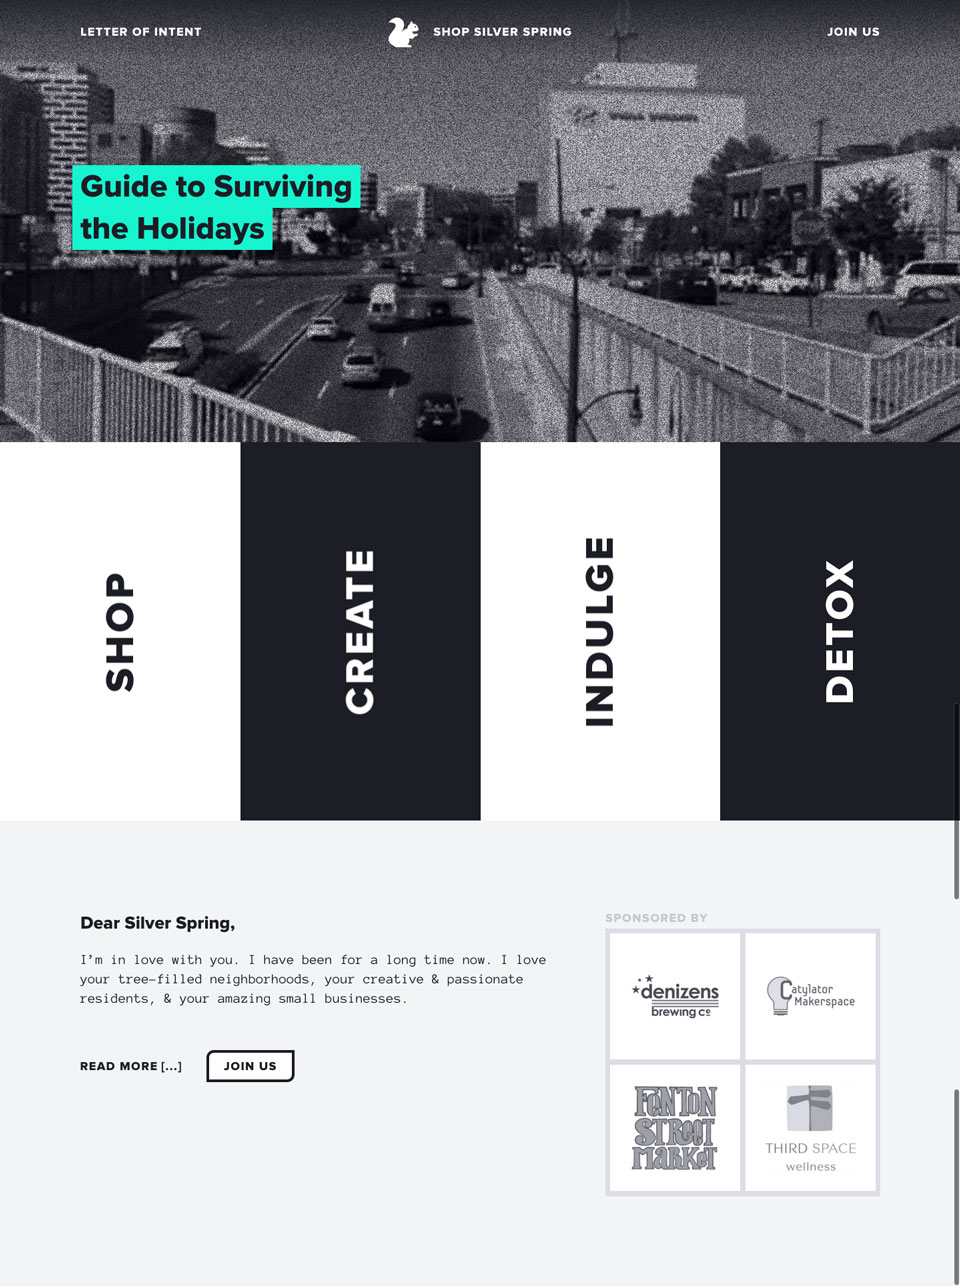 LETTER OF INTENT
SHOP SILVER SPRING
JOIN US
Guide to Surviving
the Holidays
SHOP
CREATE
INDULGE
DETOX
Dear Silver Spring,
I'm in love with you. I have been for a long time now. I love
your tree-filled neighborhoods, your creative & passionate
residents, & your amazing small businesses.
READ MORE [...]
JOIN US
SPONSORED BY
denizens
brewing co
Catylator
Makerspace
FENTON
STREET
MARKET
THIRD SPACE
wellness